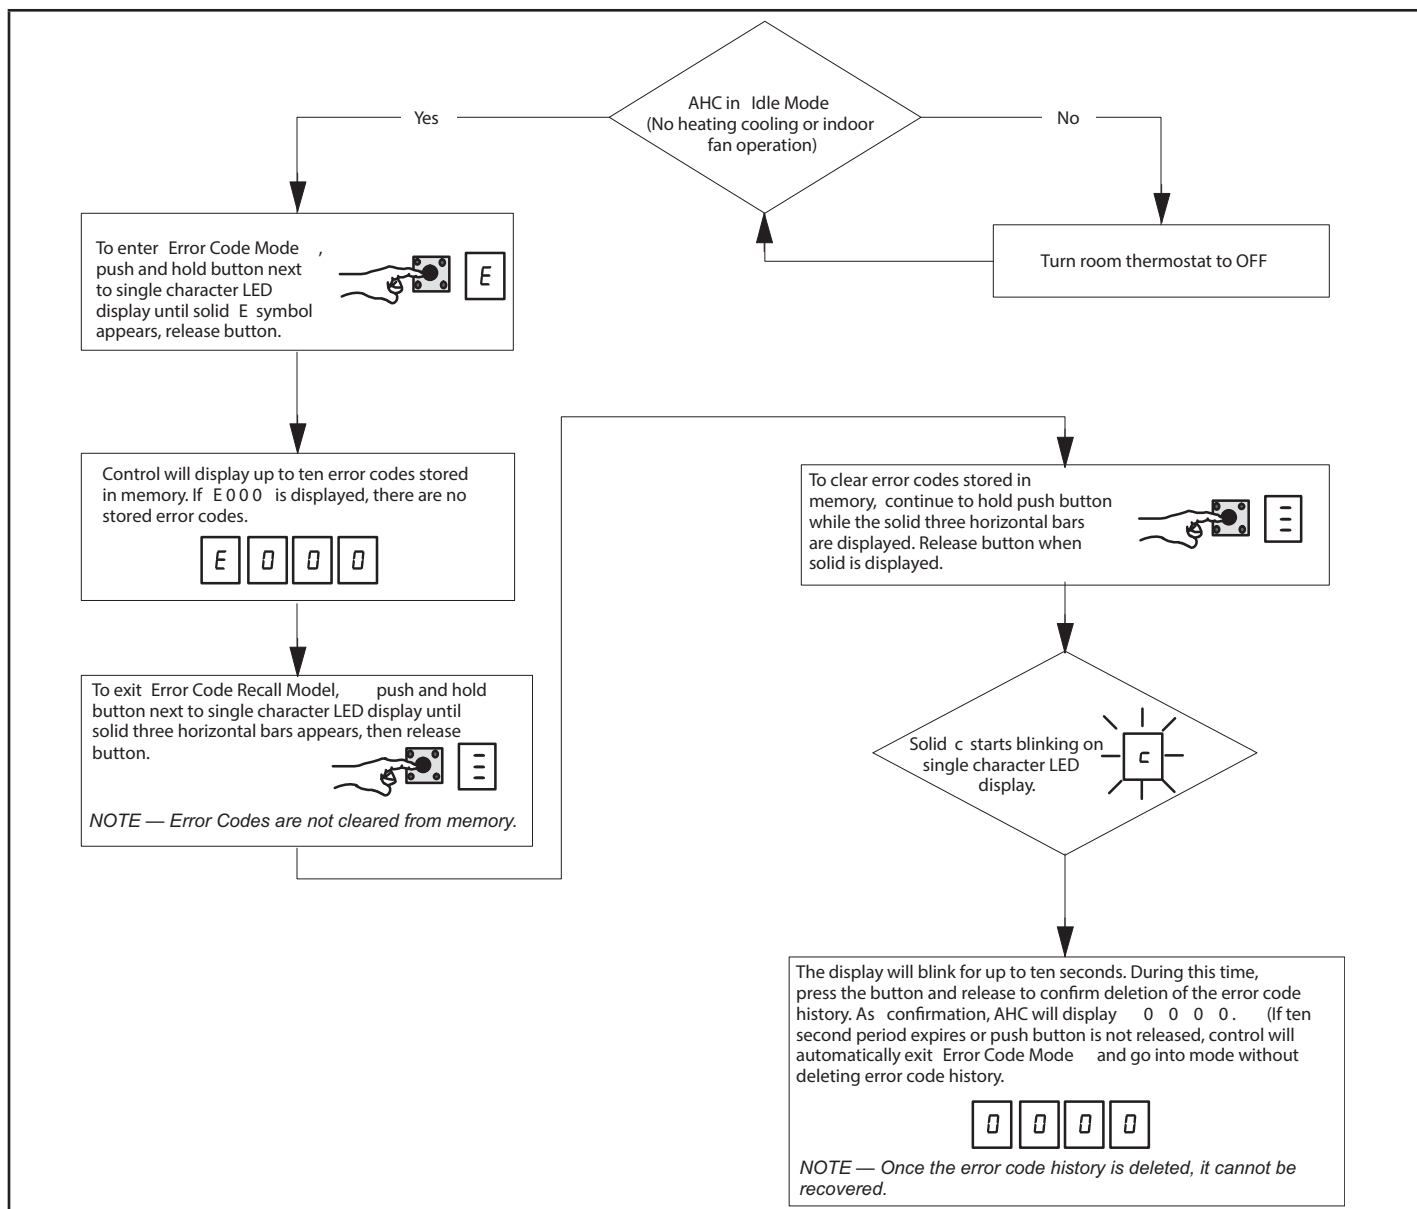 AHC in Idle Mode
(No heating cooling or indoor
fan operation)
Yes
No
To enter Error Code Mode ,
push and hold button next
to single character LED
display until solid E symbol
appears, release button.
E
Turn room thermostat to OFF
Control will display up to ten error codes stored
in memory. If E 0 0 0 is displayed, there are no
stored error codes.
E 0 0 0
To exit Error Code Recall Model, push and hold
button next to single character LED display until
solid three horizontal bars appears, then release
button.
NOTE — Error Codes are not cleared from memory.
To clear error codes stored in
memory, continue to hold push button
while the solid three horizontal bars
are displayed. Release button when
solid is displayed.
Solid c starts blinking on
single character LED
display.
c
The display will blink for up to ten seconds. During this time,
press the button and release to confirm deletion of the error code
history. As confirmation, AHC will display 0 0 0 0. (If ten
second period expires or push button is not released, control will
automatically exit Error Code Mode and go into mode without
deleting error code history.
0 0 0 0
NOTE — Once the error code history is deleted, it cannot be
recovered.